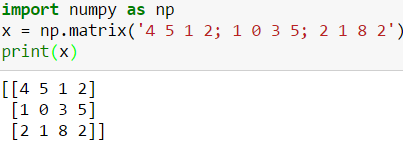 import numpy as np
x = np.matrix('4 5 1 2; 1 0 3 5; 2 1 8 2')
print(x)
[[4 5 1 2]
 [1 0 3 5]
 [2 1 8 2]]